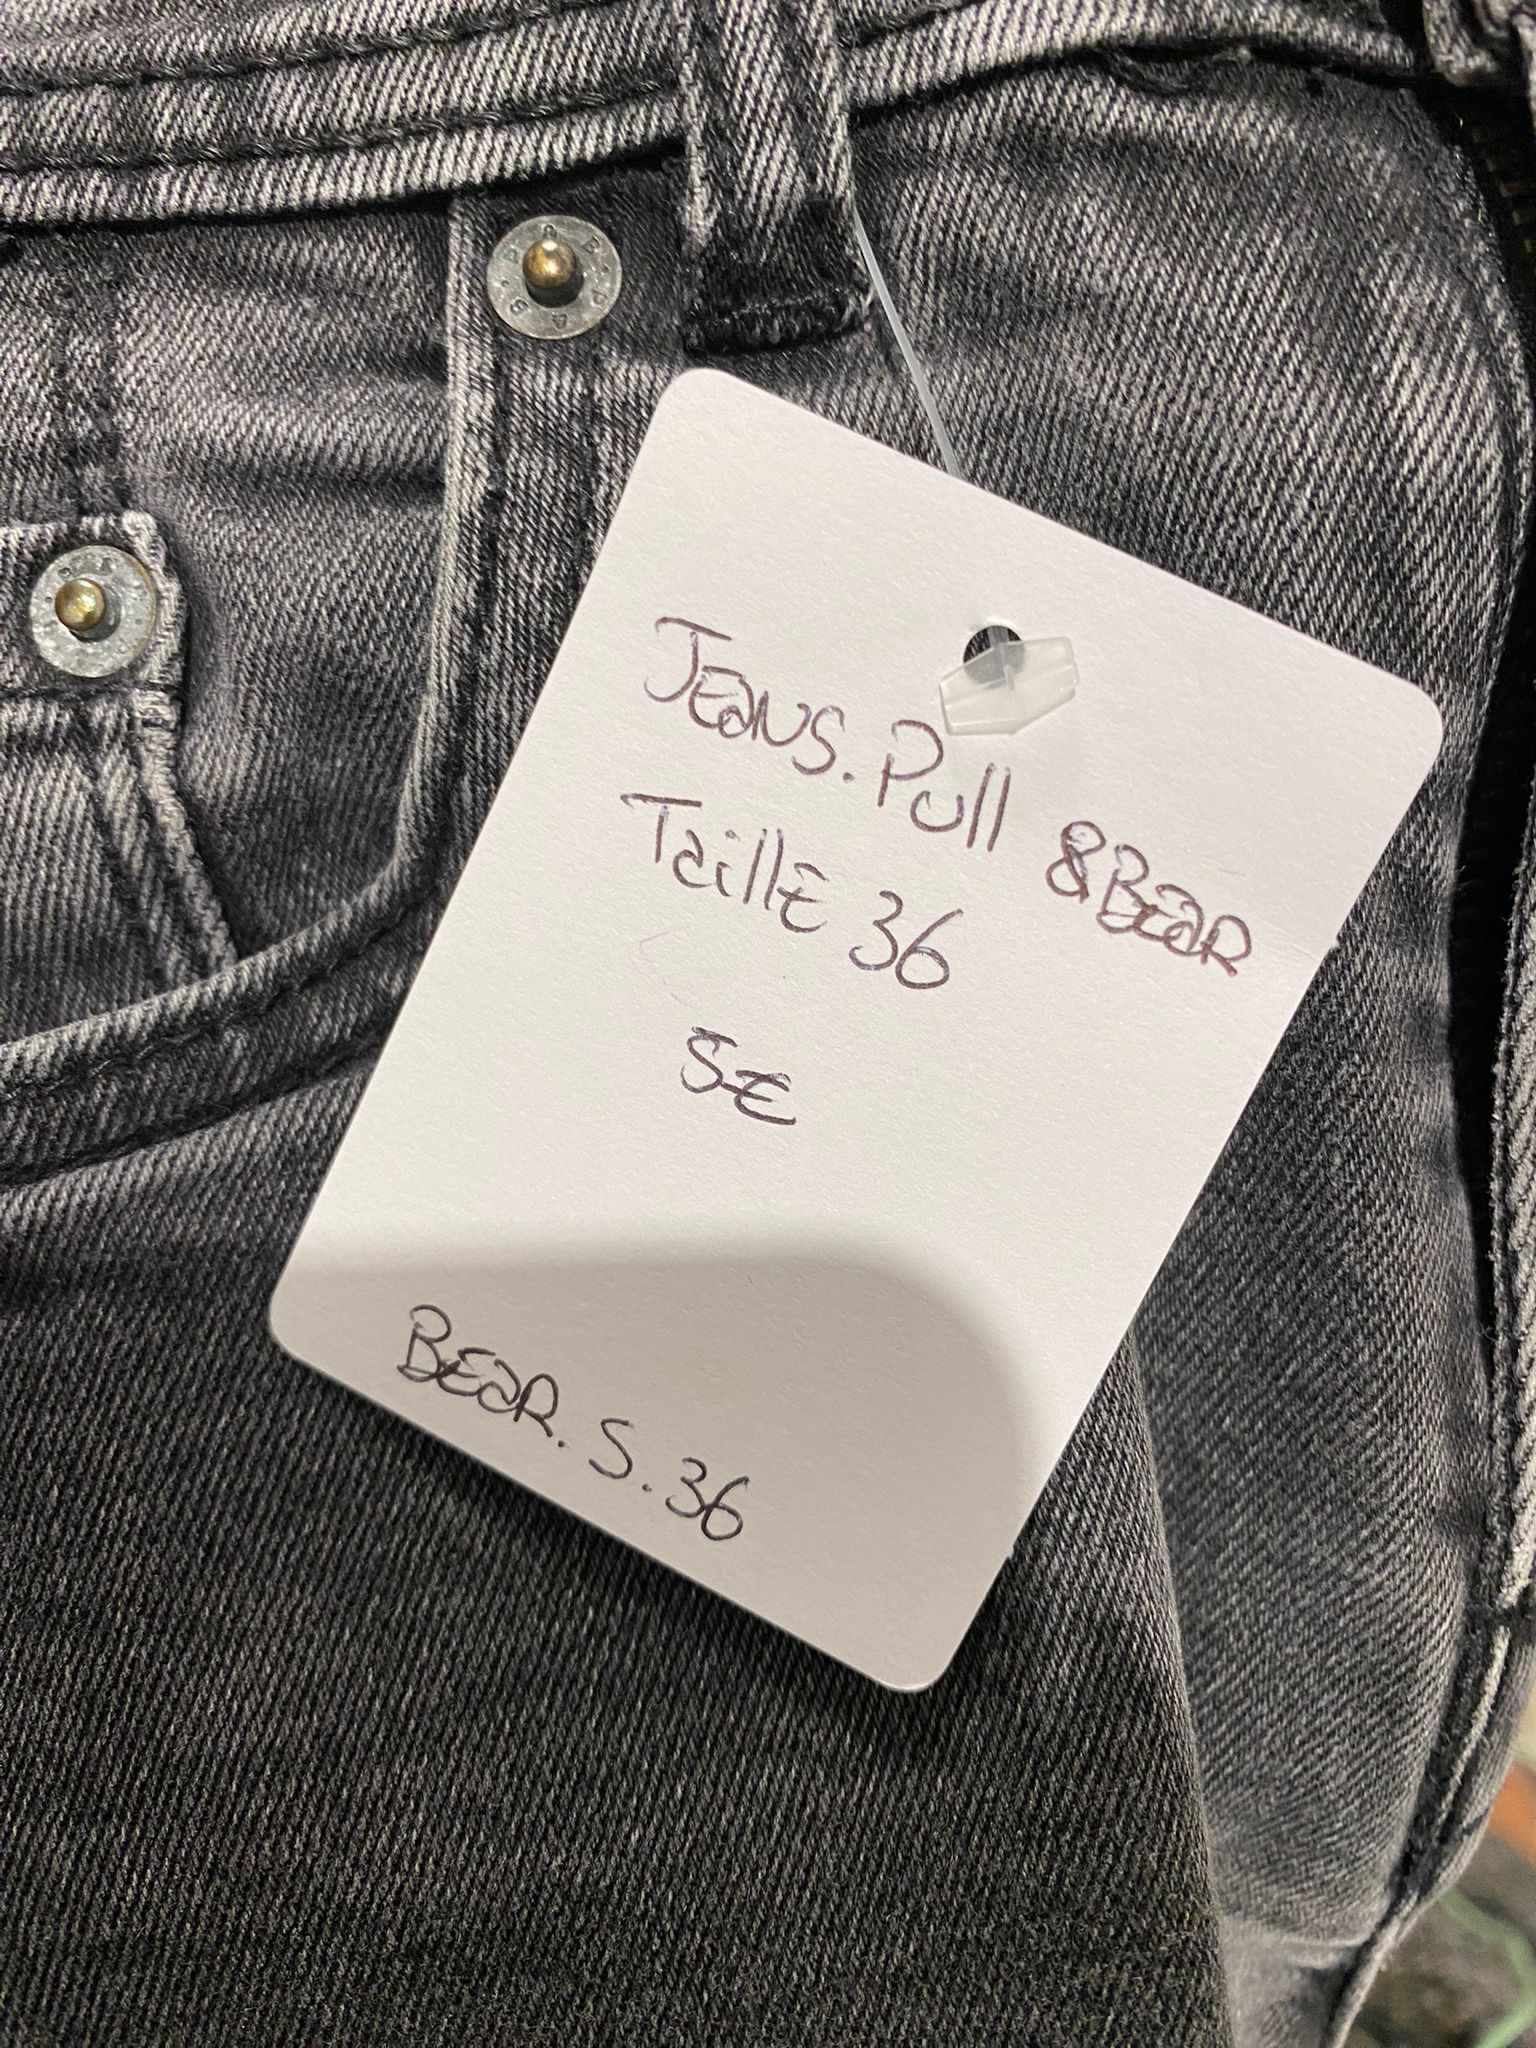 Jeans. Pull &Bear
Taille 36
5€
Bear. S. 36